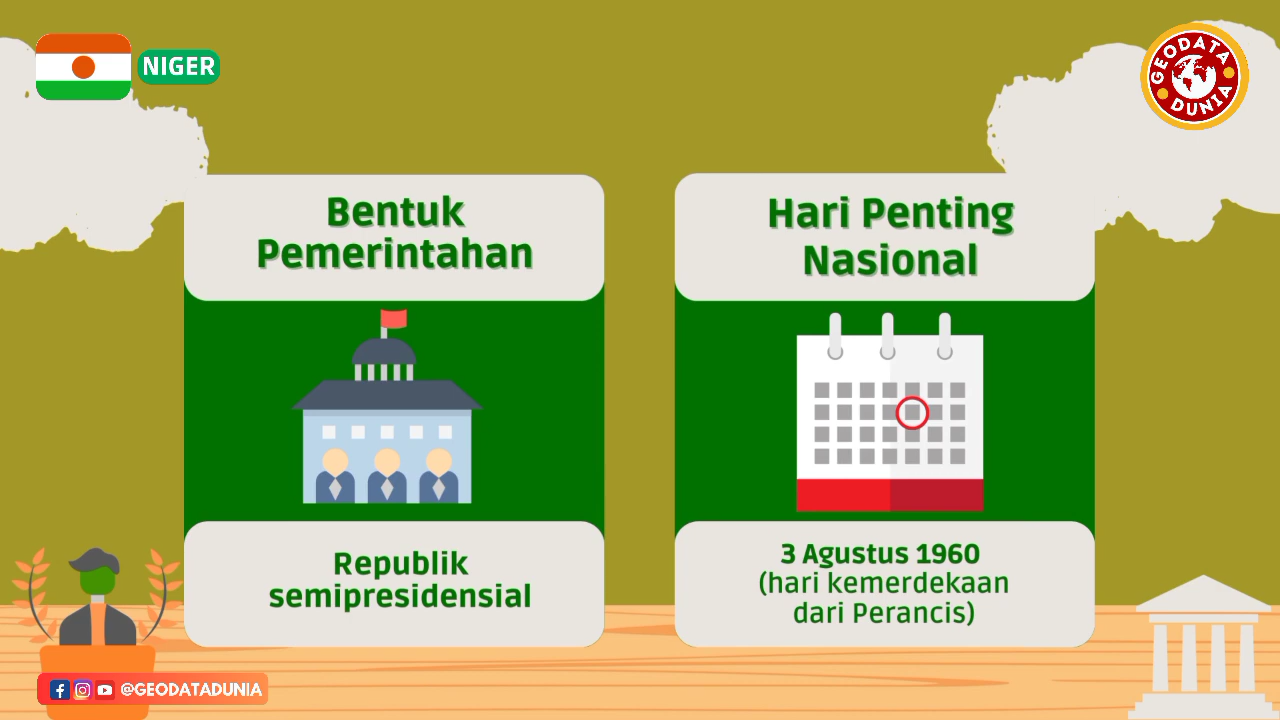 NIGER
GEODATA
DUNIA
Bentuk
Pemerintahan
Hari Penting
Nasional
Republik
semipresidensial
3 Agustus 1960
(hari kemerdekaan
dari Perancis)
@GEODATADUNIA